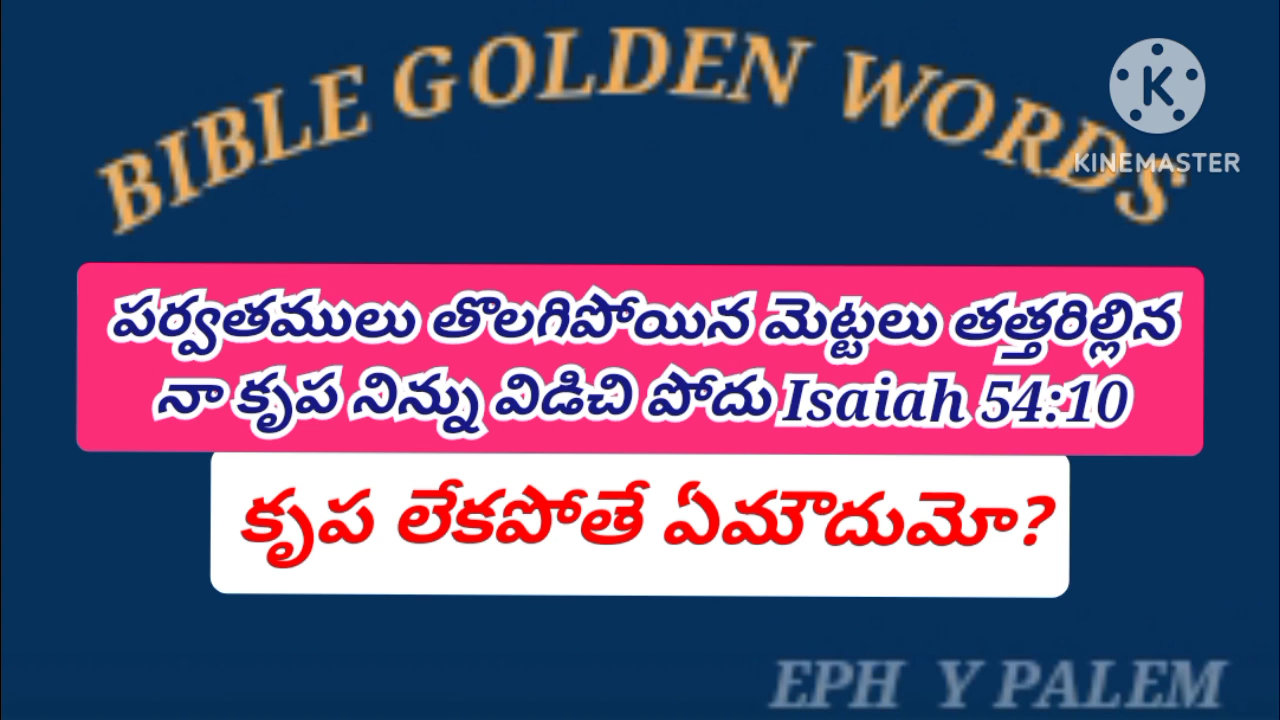 BIBLE GOLDEN WORDS
K
KINEMASTER
పర్వతములు తొలగిపోయిన మెట్టలు తత్తరిల్లిన
నా కృప నిన్ను విడిచి పోదు Isaiah 54:10
కృప లేకపోతే ఏమౌదుమో?
EPH Y PALEM